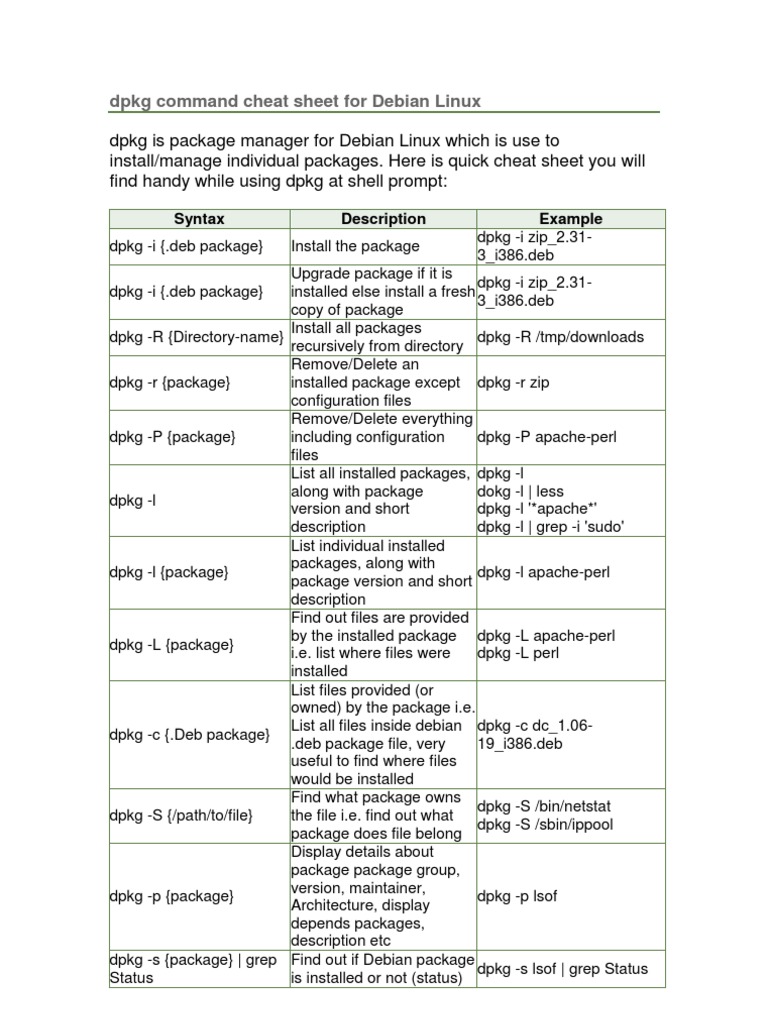 dpkg command cheat sheet for Debian Linux
dpkg is package manager for Debian Linux which is use to
install/manage individual packages. Here is quick cheat sheet you will
find handy while using dpkg at shell prompt:
Syntax Description Example
dpkg -i {.deb package}
Install the package
dpkg -i zip_2.31-
3_i386.deb
dpkg -i {.deb package}
Upgrade package if it is
installed else install a fresh
copy of package
dpkg -i zip_2.31-
3_i386.deb
dpkg -R {Directory-name}
Install all packages
recursively from directory
dpkg -R /tmp/downloads
dpkg -r {package}
Remove/Delete an
installed package except
configuration files
dpkg -r zip
dpkg -P {package}
Remove/Delete everything
including configuration
files
dpkg -P apache-perl
dpkg -l
List all installed packages,
along with package
version and short
description
dpkg -l
dokg -l | less
dpkg -l '*apache*'
dpkg -l | grep -i 'sudo'
dpkg -l {package}
List individual installed
packages, along with
package version and short
description
dpkg -l apache-perl
dpkg -L {package}
Find out files are provided
by the installed package
i.e. list where files were
installed
dpkg -L apache-perl
dpkg -L perl
dpkg -c {.Deb package}
List files provided (or
owned) by the package i.e.
List all files inside debian
.deb package file, very
useful to find where files
would be installed
dpkg -c dc_1.06-
19_i386.deb
dpkg -S {/path/to/file}
Find what package owns
the file i.e. find out what
package does file belong
dpkg -S /bin/netstat
dpkg -S /sbin/ippool
dpkg -p {package}
Display details about
package package group,
version, maintainer,
Architecture, display
depends packages,
description etc
dpkg -p lsof
dpkg -s {package} | grep
Status
Find out if Debian package
is installed or not (status)
dpkg -s lsof | grep Status